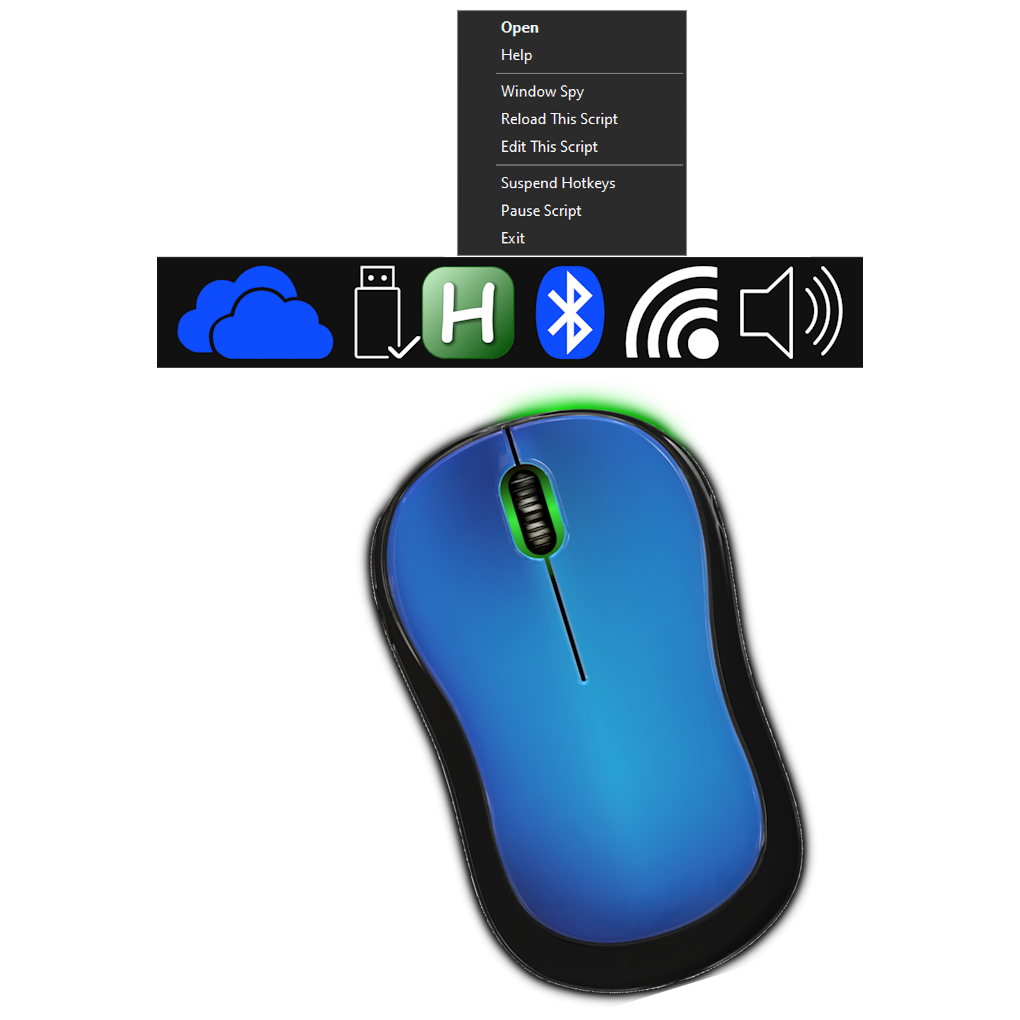 Open
Help
Window Spy
Reload This Script
Edit This Script
Suspend Hotkeys
Pause Script
Exit
H